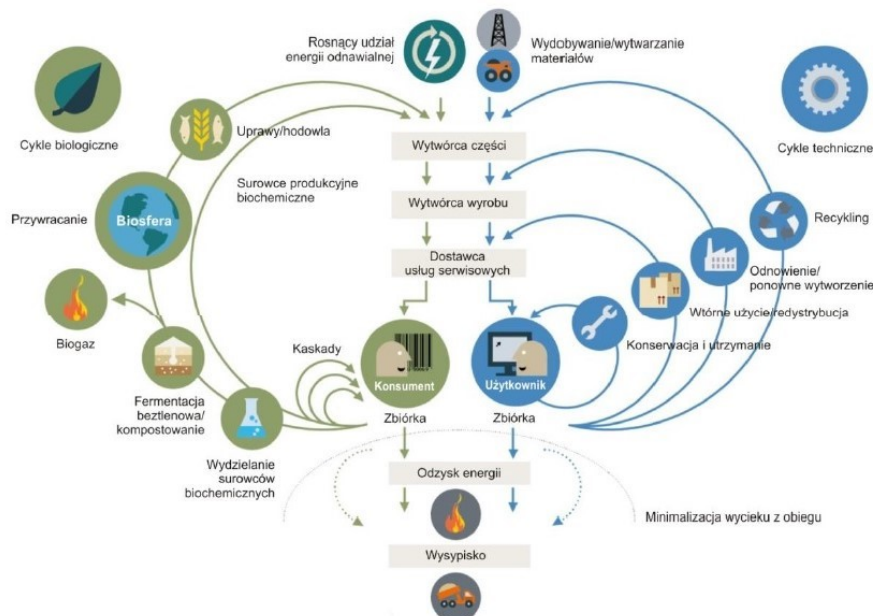 Rosnący udział
energii odnawialnej
Wydobywanie/wytwarzanie
materiałów
Cykle biologiczne
Uprawy/hodowla
Wytwórca części
Cykle techniczne
Surowce produkcyjne
biochemiczne
Wytwórca wyrobu
Przywracanie
Biosfera
Recykling
Dostawca
usług serwisowych
Odnowienie/
ponowne wytworzenie
Wtórne użycie/redystrybucja
Biogaz
Kaskady
Konserwacja i utrzymanie
Konsument
Użytkownik
Fermentacja
beztlenowa/
kompostowanie
Zbiórka
Zbiórka
Wydzielanie
surowców
biochemicznych
Odzysk energii
Minimalizacja wycieku z obiegu
Wysypisko